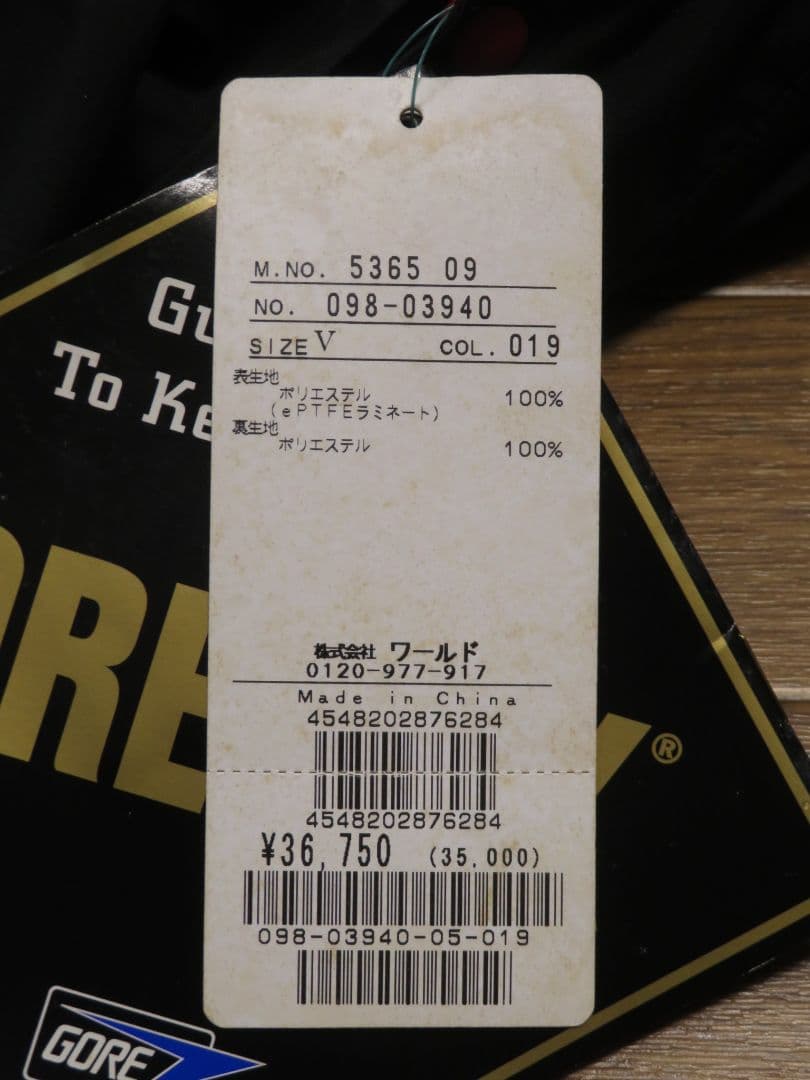 M.NO. 5365 09
NO. 098-03940
SIZE V COL. 019
表生地
ポリエステル 100%
(ePTFEラミネート)
裏生地
ポリエステル 100%
株式会社 ワールド
0120-977-917
Made in China
4548202876284
4548202876284
¥36,750 (35,000)
098-03940-05-019
To
®
GORE